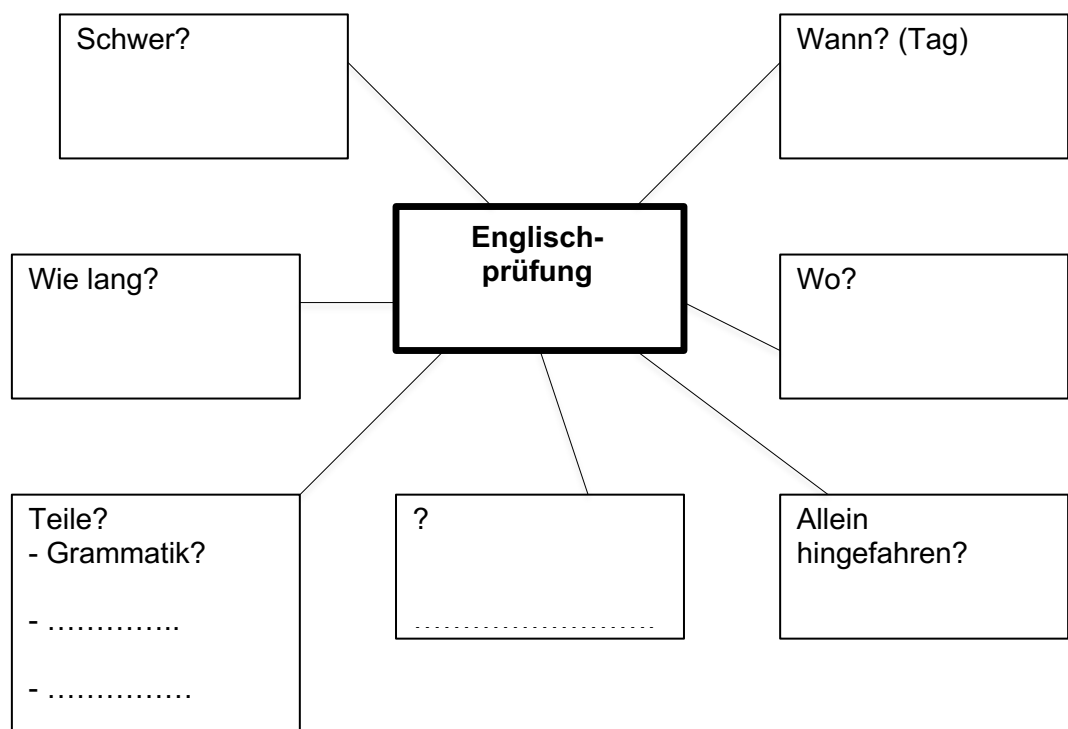 Schwer?
Wann? (Tag)
Englisch-
prüfung
Wie lang?
Wo?
Teile?
- Grammatik?
- …………..
- ……………
?
- - - - - - - - - - - - - - - - - - - - - - - - -
Allein
hingefahren?